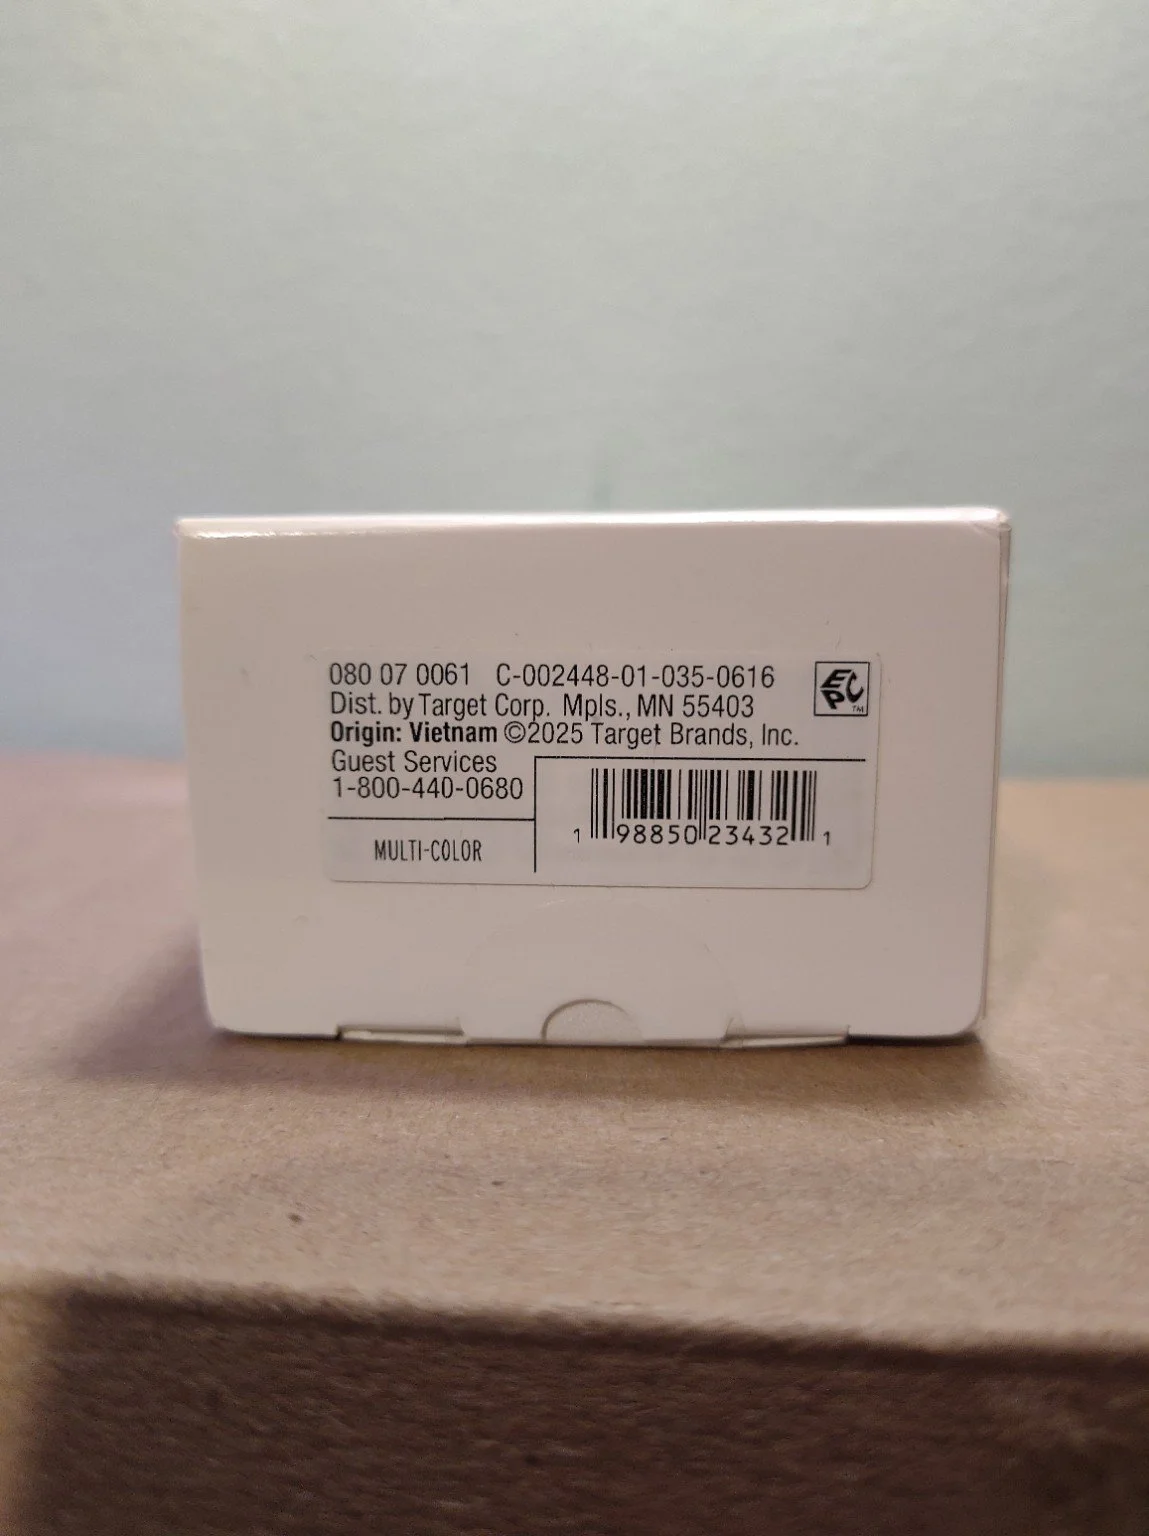 080 07 0061 C-002448-01-035-0616
Dist. by Target Corp. Mpls., MN 55403
Origin: Vietnam ©2025 Target Brands, Inc.
Guest Services
1-800-440-0680
MULTI-COLOR
1 98850 23432 1
EPC™